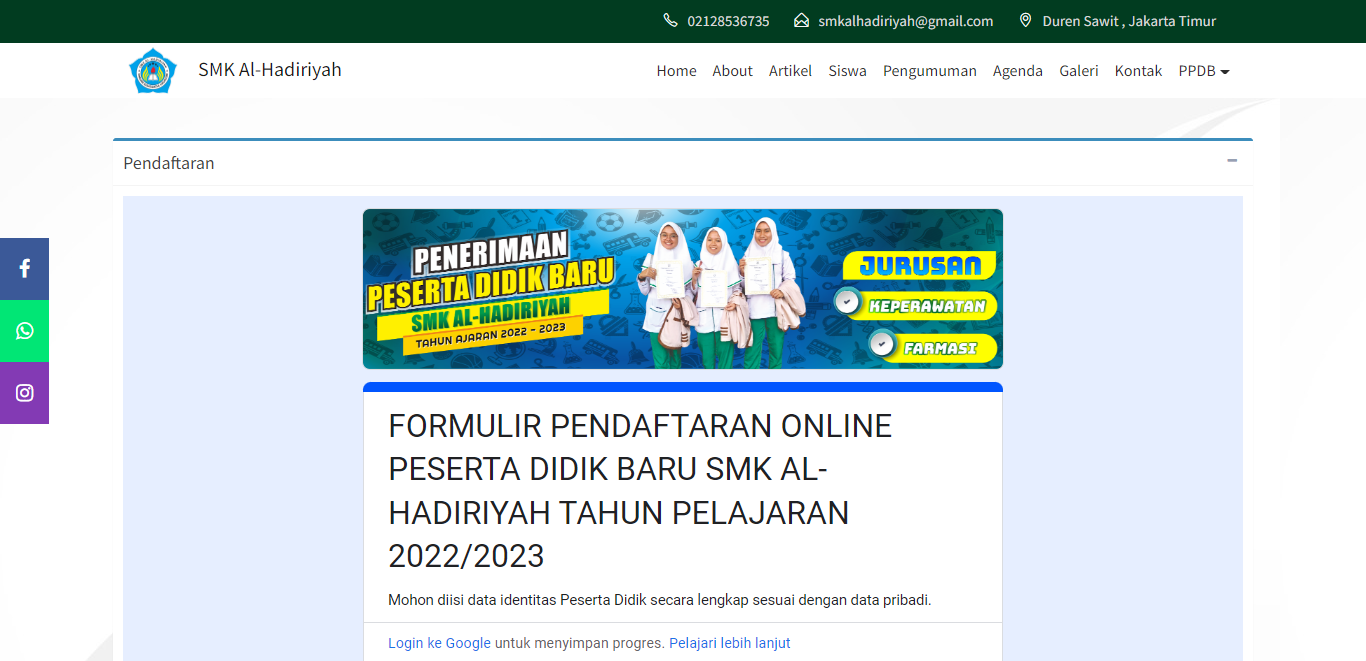 02128536735 smkalhadiriyah@gmail.com Duren Sawit , Jakarta Timur
SMK Al-Hadiriyah
Home About Artikel Siswa Pengumuman Agenda Galeri Kontak PPDB
Pendaftaran
PENERIMAAN
PESERTA DIDIK BARU
SMK AL-HADIRIYAH
TAHUN AJARAN 2022 - 2023
JURUSAN
KEPERAWATAN
FARMASI
FORMULIR PENDAFTARAN ONLINE
PESERTA DIDIK BARU SMK AL-
HADIRIYAH TAHUN PELAJARAN
2022/2023
Mohon diisi data identitas Peserta Didik secara lengkap sesuai dengan data pribadi.
Login ke Google untuk menyimpan progres. Pelajari lebih lanjut